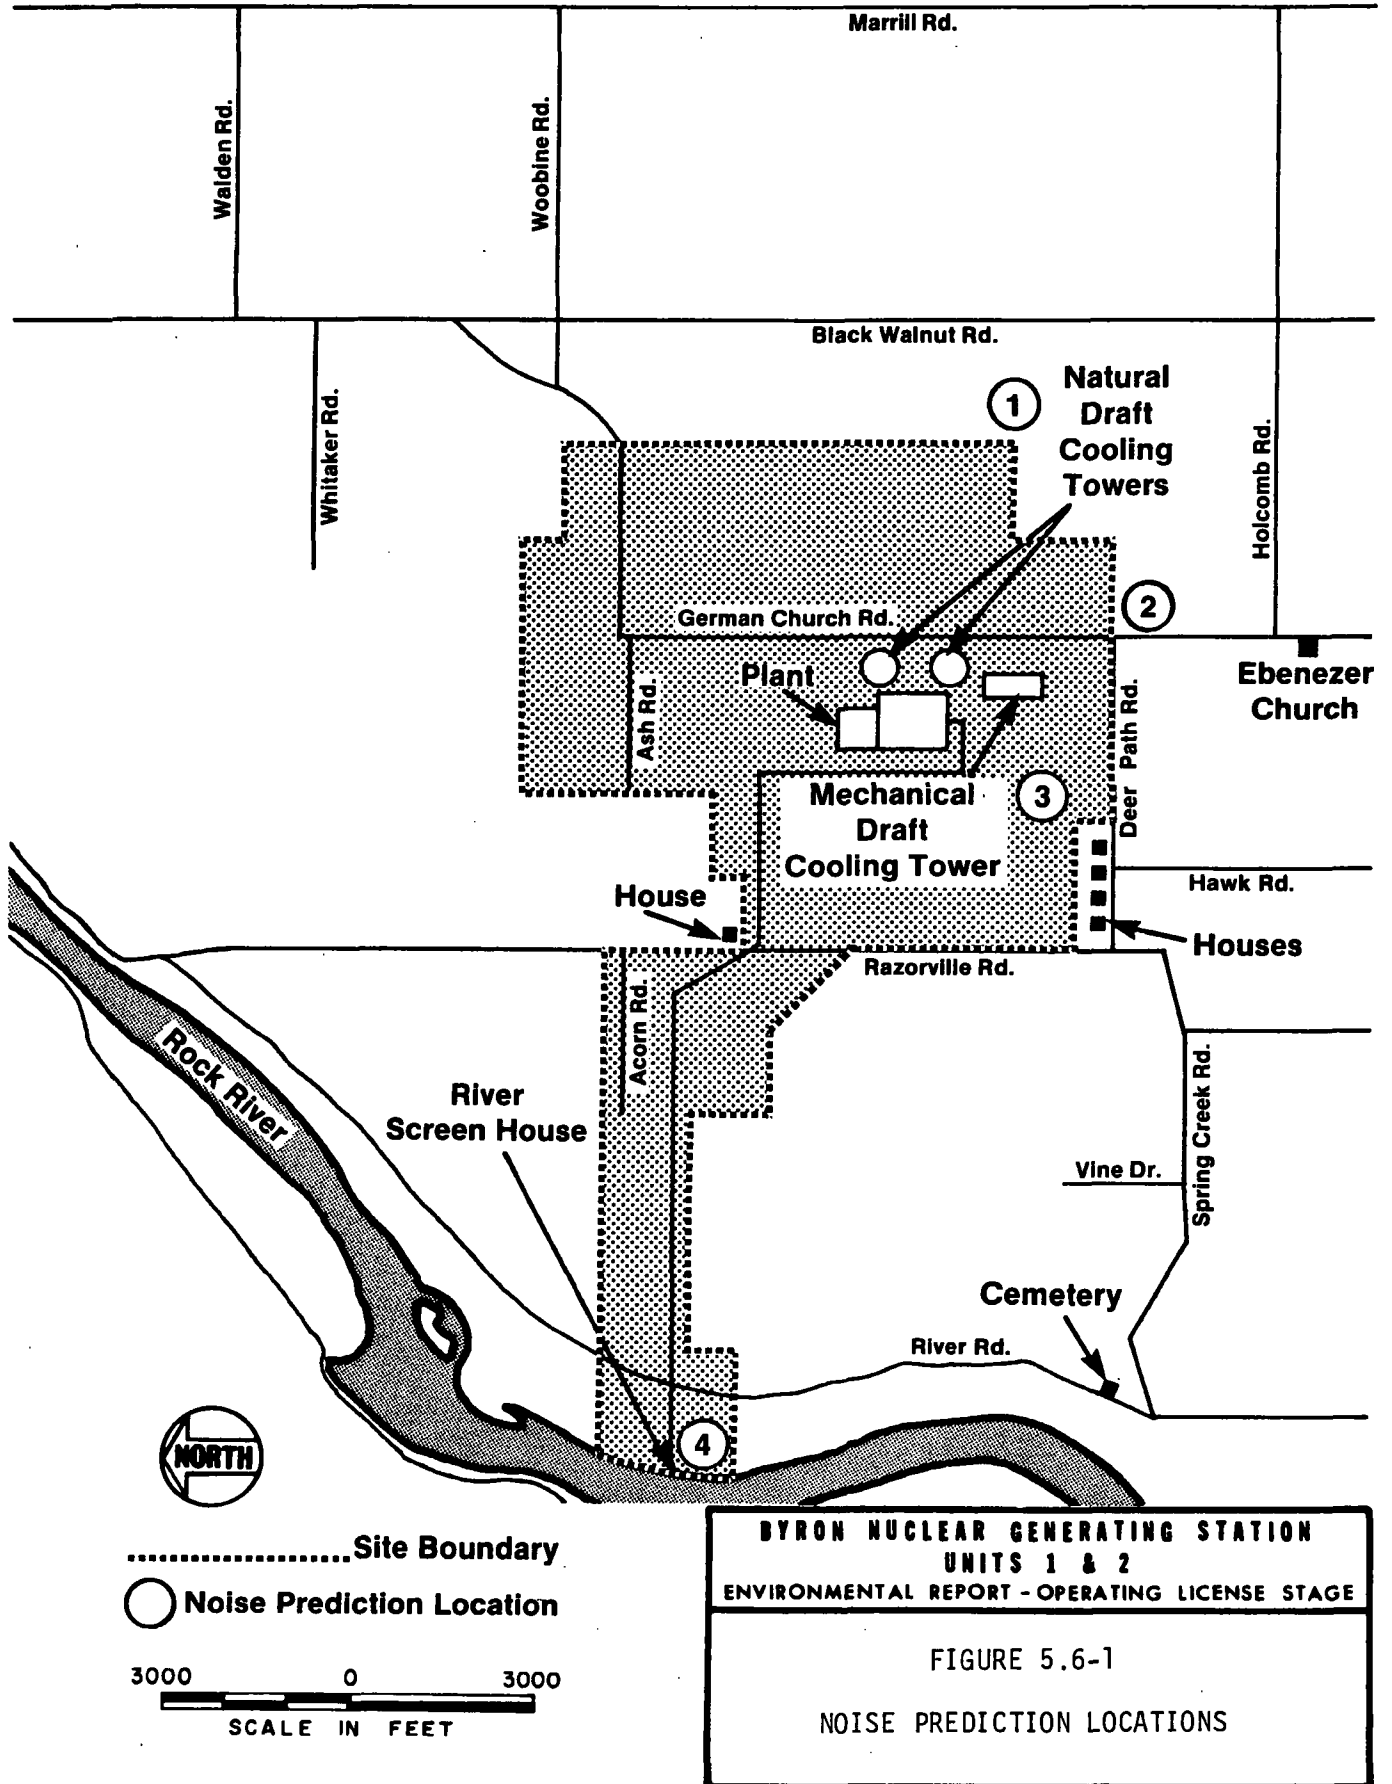 Marrill Rd.
Walden Rd.
Woobine Rd.
Black Walnut Rd.
Whitaker Rd.
1
Natural
Draft
Cooling
Towers
Holcomb Rd.
2
German Church Rd.
Plant
Ash Rd.
Ebenezer
Church
Deer Path Rd.
Mechanical
Draft
Cooling Tower
3
House
Hawk Rd.
Houses
Razorville Rd.
Acorn Rd.
Rock River
River
Screen House
Spring Creek Rd.
Vine Dr.
Cemetery
River Rd.
4
NORTH
Site Boundary
Noise Prediction Location
3000 0 3000
SCALE IN FEET
BYRON NUCLEAR GENERATING STATION
UNITS 1 & 2
ENVIRONMENTAL REPORT - OPERATING LICENSE STAGE
FIGURE 5.6-1
NOISE PREDICTION LOCATIONS